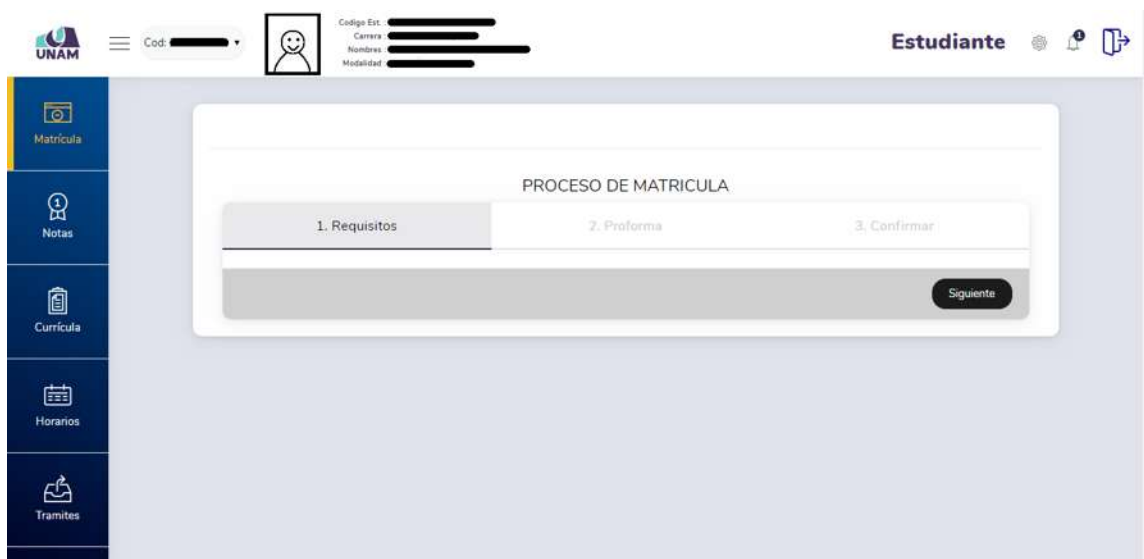 UNAM
Cod:
Codigo Est. :
Carrera :
Nombres :
Modalidad :
Estudiante
1
Matrícula
Notas
Currícula
Horarios
Tramites
PROCESO DE MATRICULA
1. Requisitos
2. Proforma
3. Confirmar
Siguiente